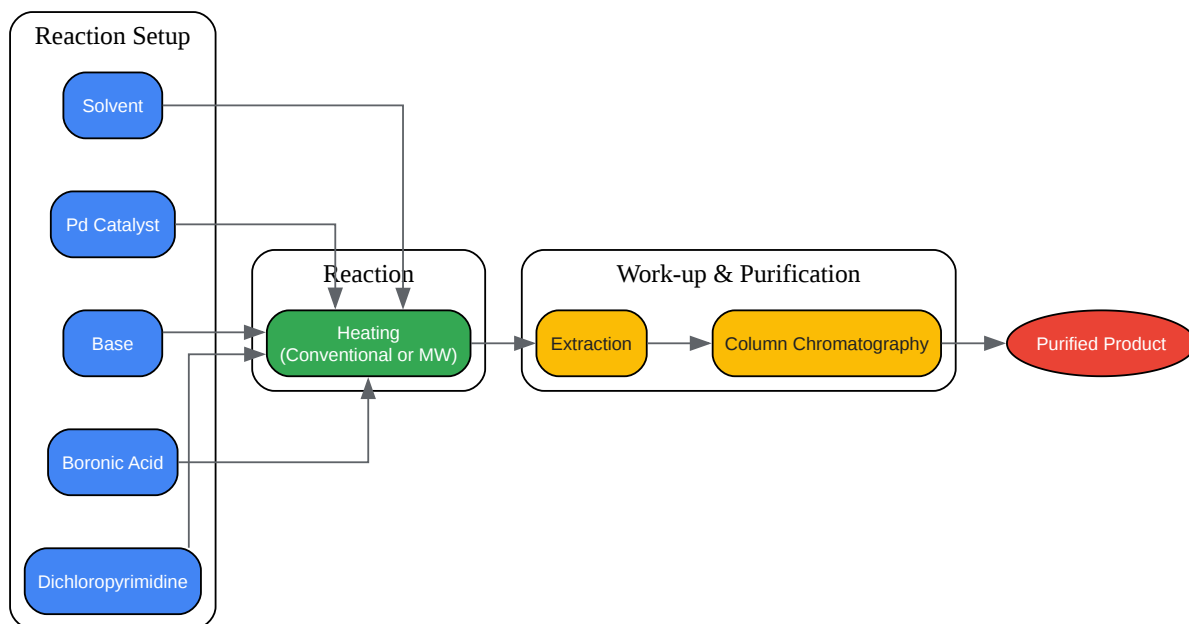 Reaction Setup
Solvent
Pd Catalyst
Base
Boronic Acid
Dichloropyrimidine
Reaction
Heating
(Conventional or MW)
Work-up & Purification
Extraction
Column Chromatography
Purified Product